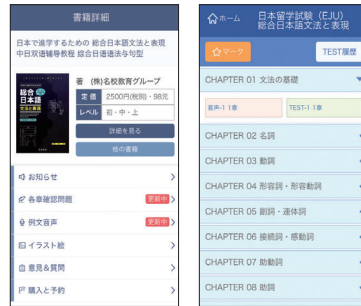 書籍詳細
日本で進学するための 総合日本語文法と表現
中日双语辅导教程 综合日语语法与句型
総合
日本語
文法と表現
著 (株)名校教育グループ
定 価 2500円(税別)・98元
レベル 初・中・上
詳細を見る
他の書籍
お知らせ
各章確認問題 更新中
例文音声 更新中
イラスト絵
意見&質問
購入と予約
ホーム
日本留学試験（EJU）
総合日本語文法と表現
マーク
TEST履歴
CHAPTER 01 文法の基礎
音声-1 1章
TEST-1 1章
CHAPTER 02 名詞
CHAPTER 03 動詞
CHAPTER 04 形容詞・形容動詞
CHAPTER 05 副詞・連体詞
CHAPTER 06 接続詞・感動詞
CHAPTER 07 助動詞
CHAPTER 08 助詞